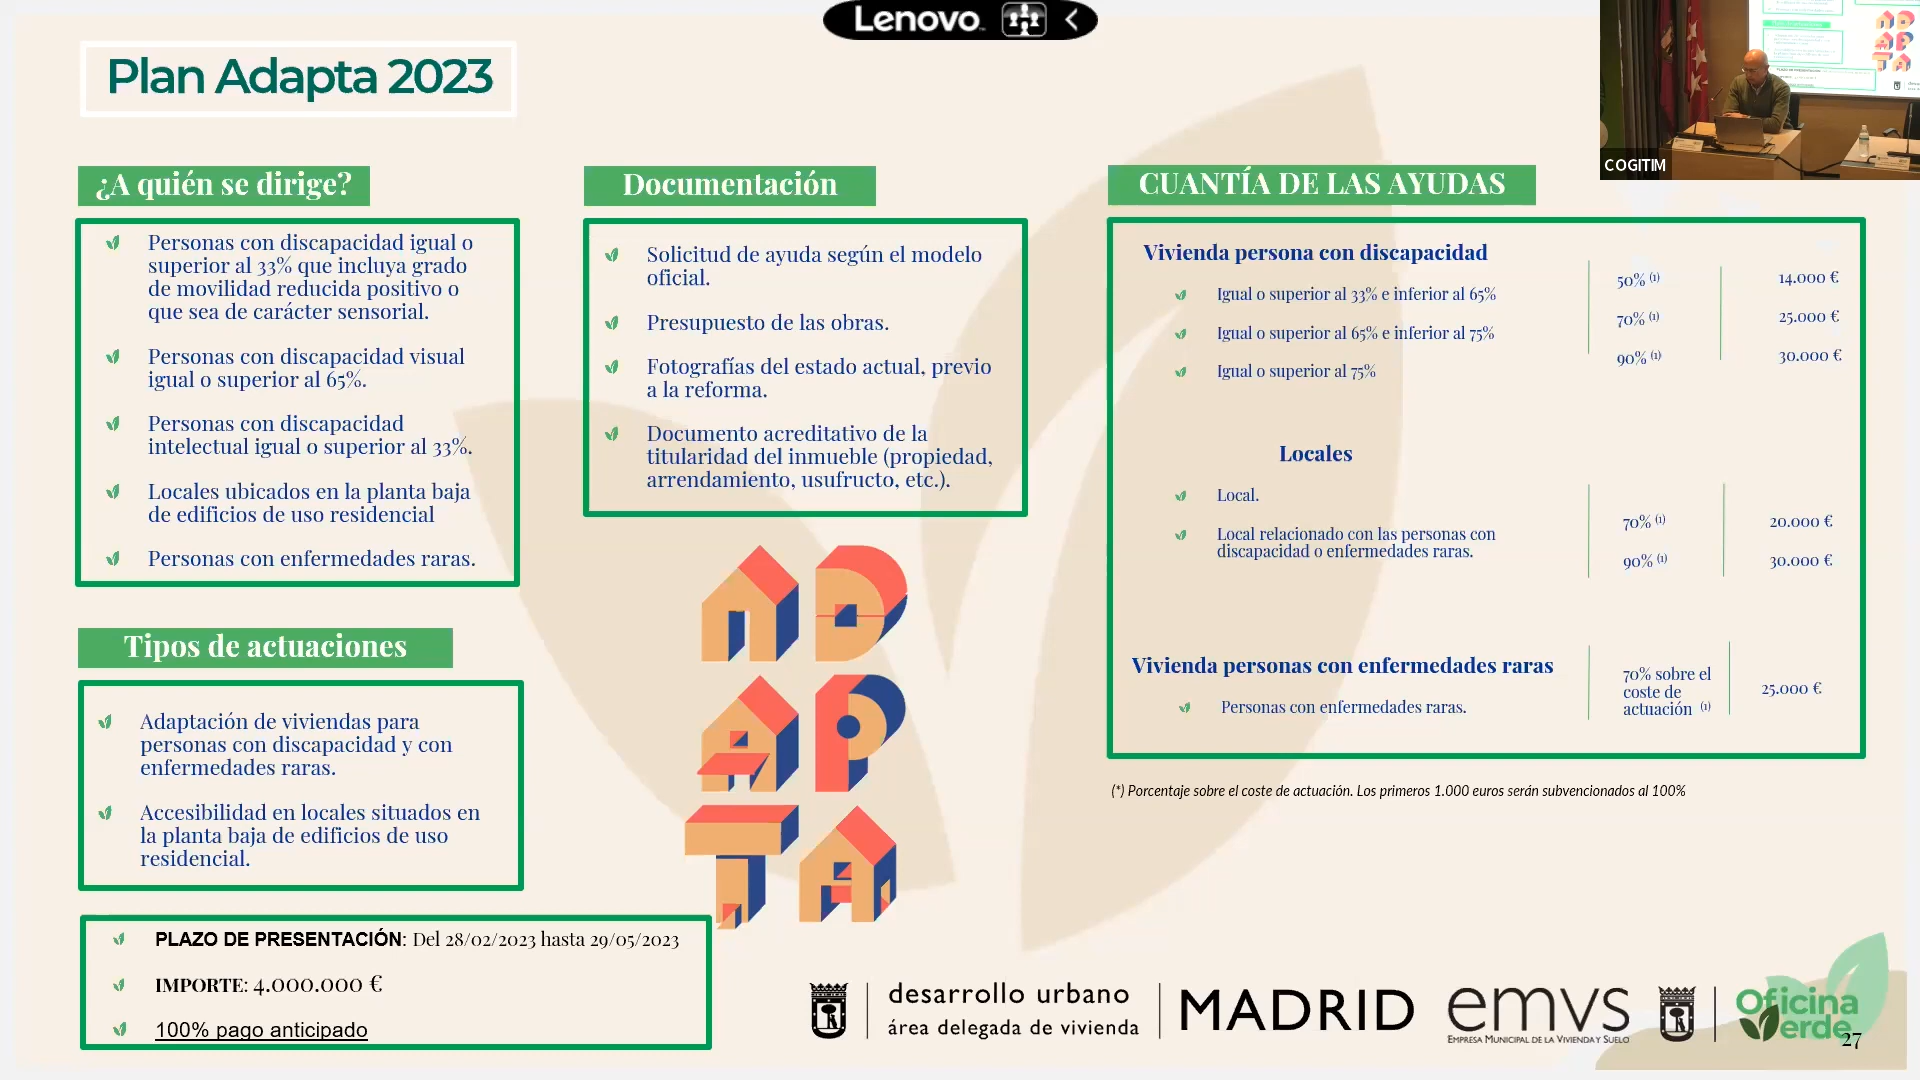 Lenovo
Plan Adapta 2023
COGITIM
¿A quién se dirige?
Personas con discapacidad igual o
superior al 33% que incluya grado
de movilidad reducida positivo o
que sea de carácter sensorial.
Personas con discapacidad visual
igual o superior al 65%.
Personas con discapacidad
intelectual igual o superior al 33%.
Locales ubicados en la planta baja
de edificios de uso residencial
Personas con enfermedades raras.
Tipos de actuaciones
Adaptación de viviendas para
personas con discapacidad y con
enfermedades raras.
Accesibilidad en locales situados en
la planta baja de edificios de uso
residencial.
PLAZO DE PRESENTACIÓN: Del 28/02/2023 hasta 29/05/2023
IMPORTE: 4.000.000 €
100% pago anticipado
Documentación
Solicitud de ayuda según el modelo
oficial.
Presupuesto de las obras.
Fotografías del estado actual, previo
a la reforma.
Documento acreditativo de la
titularidad del inmueble (propiedad,
arrendamiento, usufructo, etc.).
AD
AP
TA
CUANTÍA DE LAS AYUDAS
Vivienda persona con discapacidad
Igual o superior al 33% e inferior al 65% 50% (1) 14.000 €
Igual o superior al 65% e inferior al 75% 70% (1) 25.000 €
Igual o superior al 75% 90% (1) 30.000 €
Locales
Local. 70% (1) 20.000 €
Local relacionado con las personas con
discapacidad o enfermedades raras. 90% (1) 30.000 €
Vivienda personas con enfermedades raras
Personas con enfermedades raras.
70% sobre el
coste de
actuación (1)
25.000 €
(*) Porcentaje sobre el coste de actuación. Los primeros 1.000 euros serán subvencionados al 100%
desarrollo urbano
área delegada de vivienda
MADRID
emvs
EMPRESA MUNICIPAL DE LA VIVIENDA Y SUELO
Oficina
Verde
27